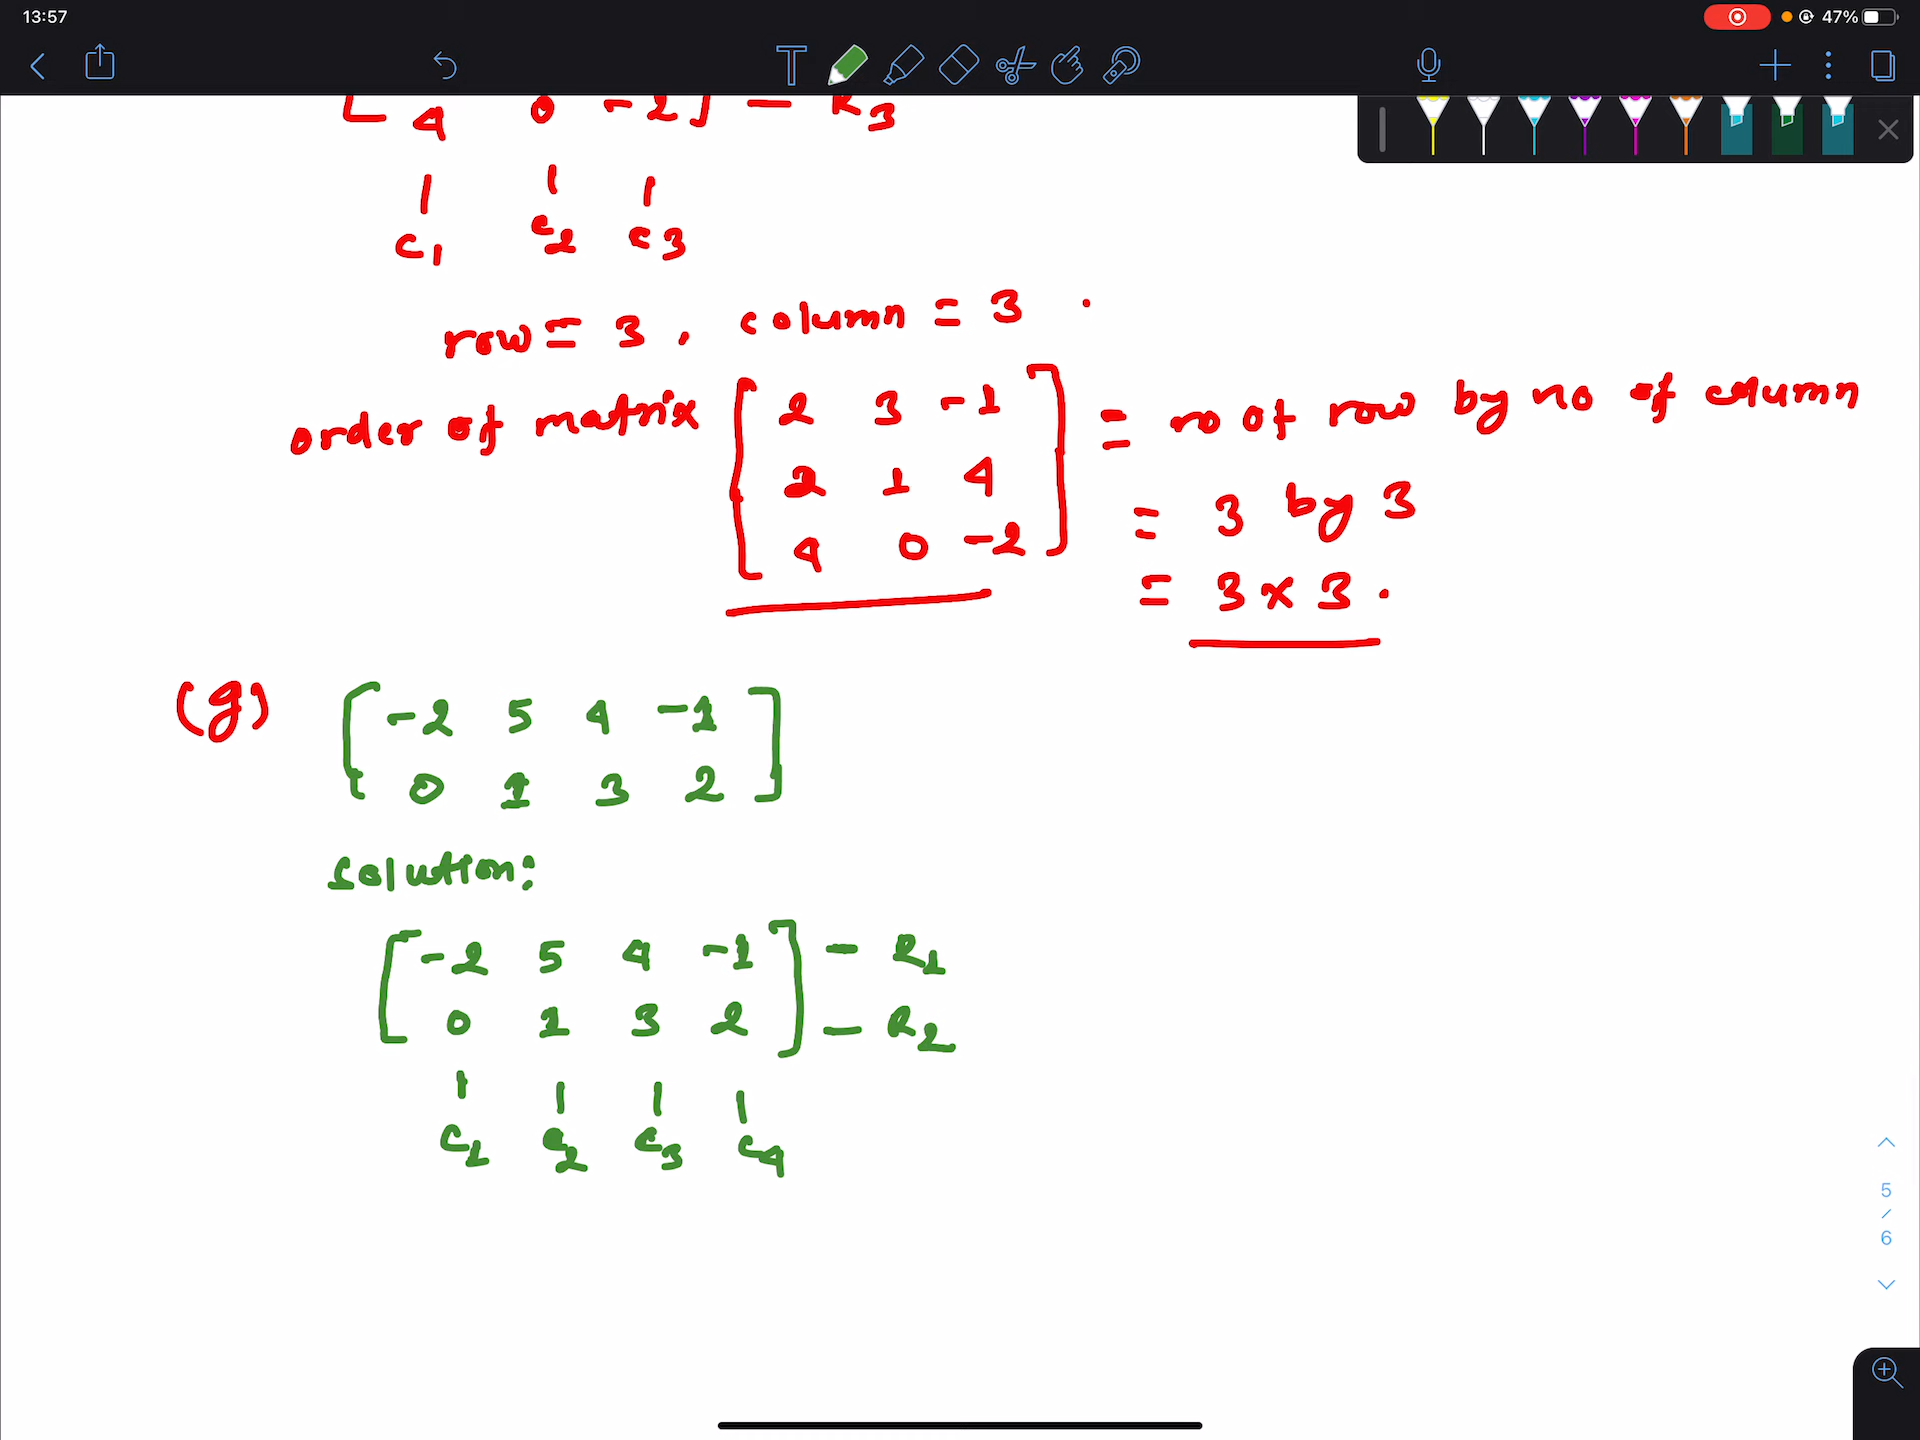 13:57
47%
[ 4 0 -2 ] — R3
C1 C2 C3
row = 3 , column = 3 .
order of matrix [ 2 3 -1 ] = no of row by no of column
2 1 4
= 3 by 3
4 0 -2
= 3 x 3 .
(g) [ -2 5 4 -1 ]
0 1 3 2
solution:
[ -2 5 4 -1 ] — R1
0 1 3 2 — R2
C1 C2 C3 C4
5
/
6